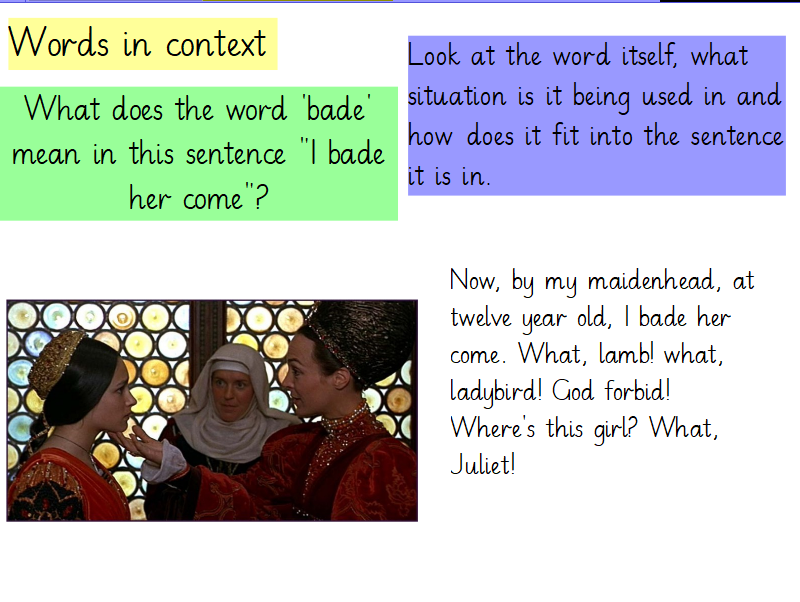 Words in context
What does the word 'bade'
mean in this sentence "I bade
her come"?
Look at the word itself, what
situation is it being used in and
how does it fit into the sentence
it is in.
Now, by my maidenhead, at
twelve year old, I bade her
come. What, lamb! what,
ladybird! God forbid!
Where's this girl? What,
Juliet!